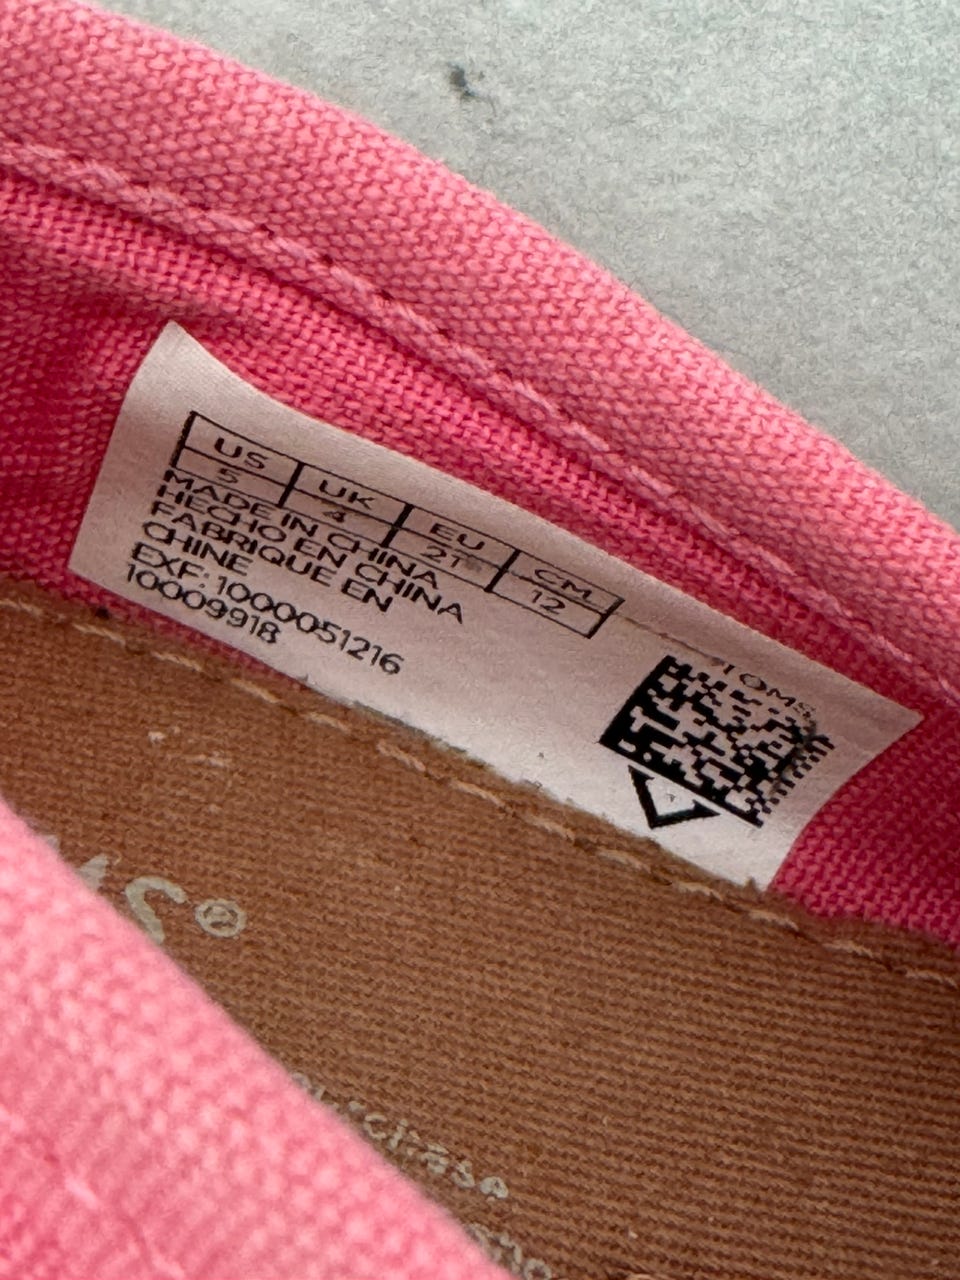 US UK EU CM
5 4 21 12
MADE IN CHINA
HECHO EN CHINA
FABRIQUE EN
CHINE
EXF: 1000051216
10009918
TOMS
MS®